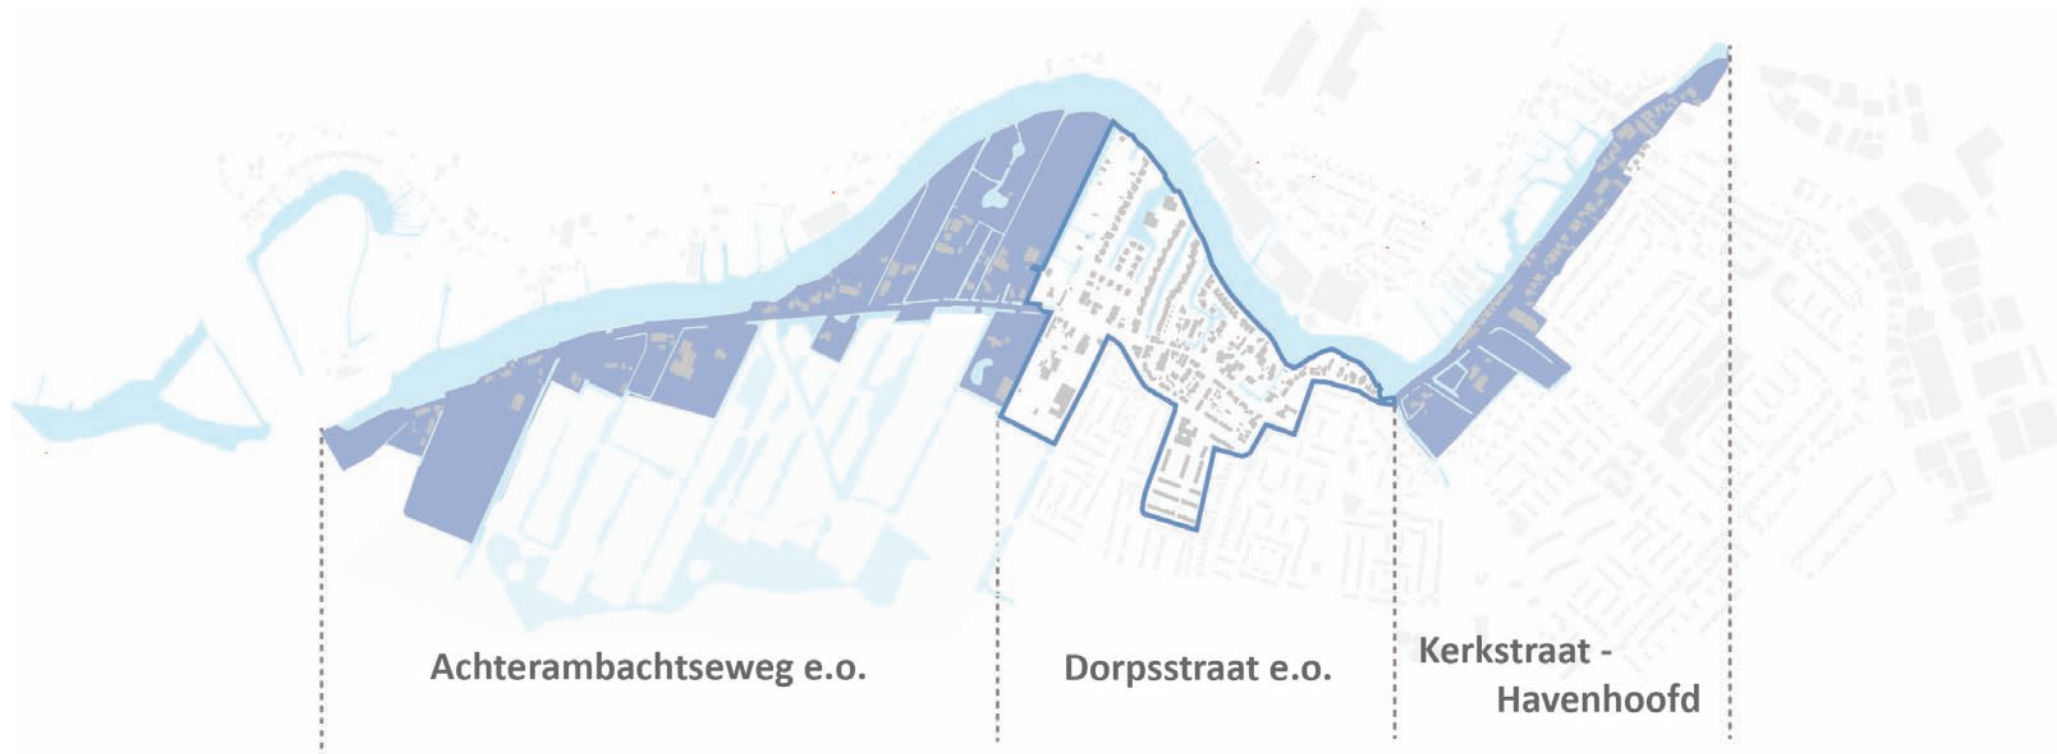 Achterambachtseweg e.o.
Dorpsstraat e.o.
Kerkstraat -
Havenhoofd